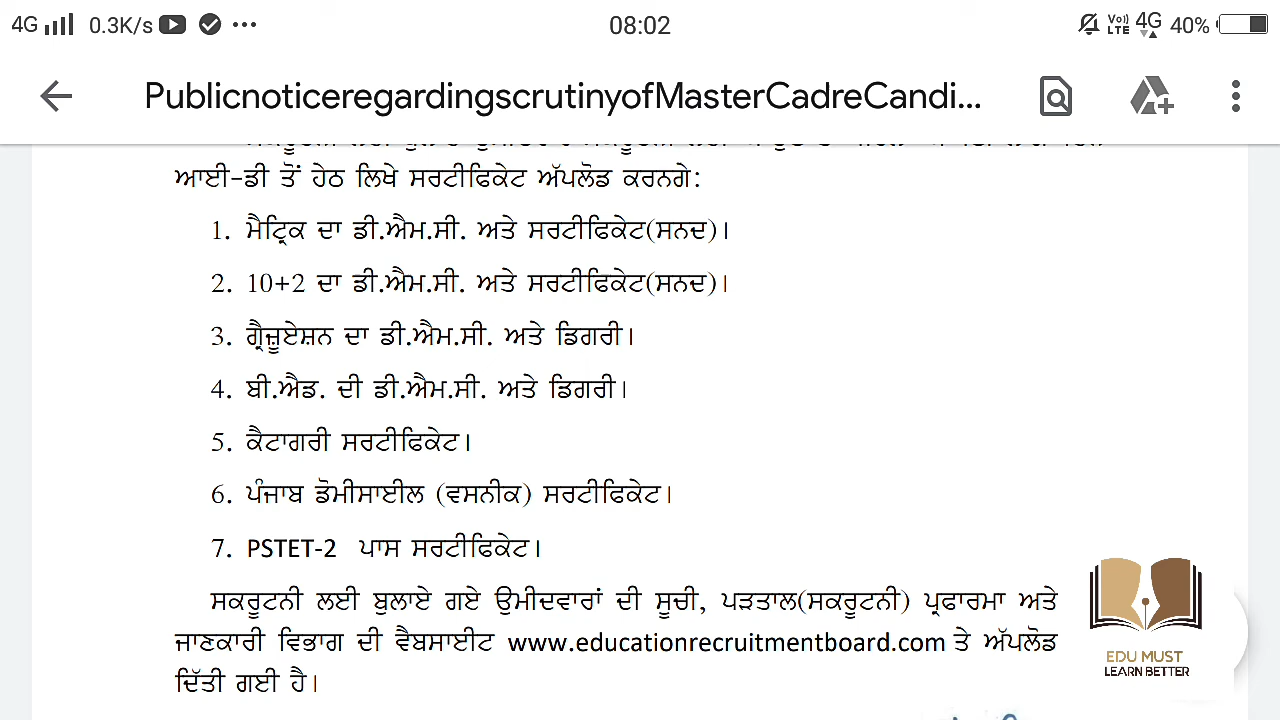 4G 0.3K/s 08:02 Vo)) LTE 4G 40%
PublicnoticeregardingscrutinyofMasterCadreCandi...
ਆਈ-ਡੀ ਤੋਂ ਹੇਠ ਲਿਖੇ ਸਰਟੀਫਿਕੇਟ ਅੱਪਲੋਡ ਕਰਨਗੇ:
1. ਮੈਟ੍ਰਿਕ ਦਾ ਡੀ.ਐਮ.ਸੀ. ਅਤੇ ਸਰਟੀਫਿਕੇਟ(ਸਨਦ)।
2. 10+2 ਦਾ ਡੀ.ਐਮ.ਸੀ. ਅਤੇ ਸਰਟੀਫਿਕੇਟ(ਸਨਦ)।
3. ਗ੍ਰੈਜ਼ੂਏਸ਼ਨ ਦਾ ਡੀ.ਐਮ.ਸੀ. ਅਤੇ ਡਿਗਰੀ।
4. ਬੀ.ਐਡ. ਦੀ ਡੀ.ਐਮ.ਸੀ. ਅਤੇ ਡਿਗਰੀ।
5. ਕੈਟਾਗਰੀ ਸਰਟੀਫਿਕੇਟ।
6. ਪੰਜਾਬ ਡੋਮੀਸਾਈਲ (ਵਸਨੀਕ) ਸਰਟੀਫਿਕੇਟ।
7. PSTET-2 ਪਾਸ ਸਰਟੀਫਿਕੇਟ।
ਸਕਰੂਟਨੀ ਲਈ ਬੁਲਾਏ ਗਏ ਉਮੀਦਵਾਰਾਂ ਦੀ ਸੂਚੀ, ਪੜਤਾਲ(ਸਕਰੂਟਨੀ) ਪ੍ਰਫਾਰਮਾ ਅਤੇ
ਜਾਣਕਾਰੀ ਵਿਭਾਗ ਦੀ ਵੈਬਸਾਈਟ www.educationrecruitmentboard.com ਤੇ ਅੱਪਲੋਡ
ਦਿੱਤੀ ਗਈ ਹੈ।
EDU MUST
LEARN BETTER